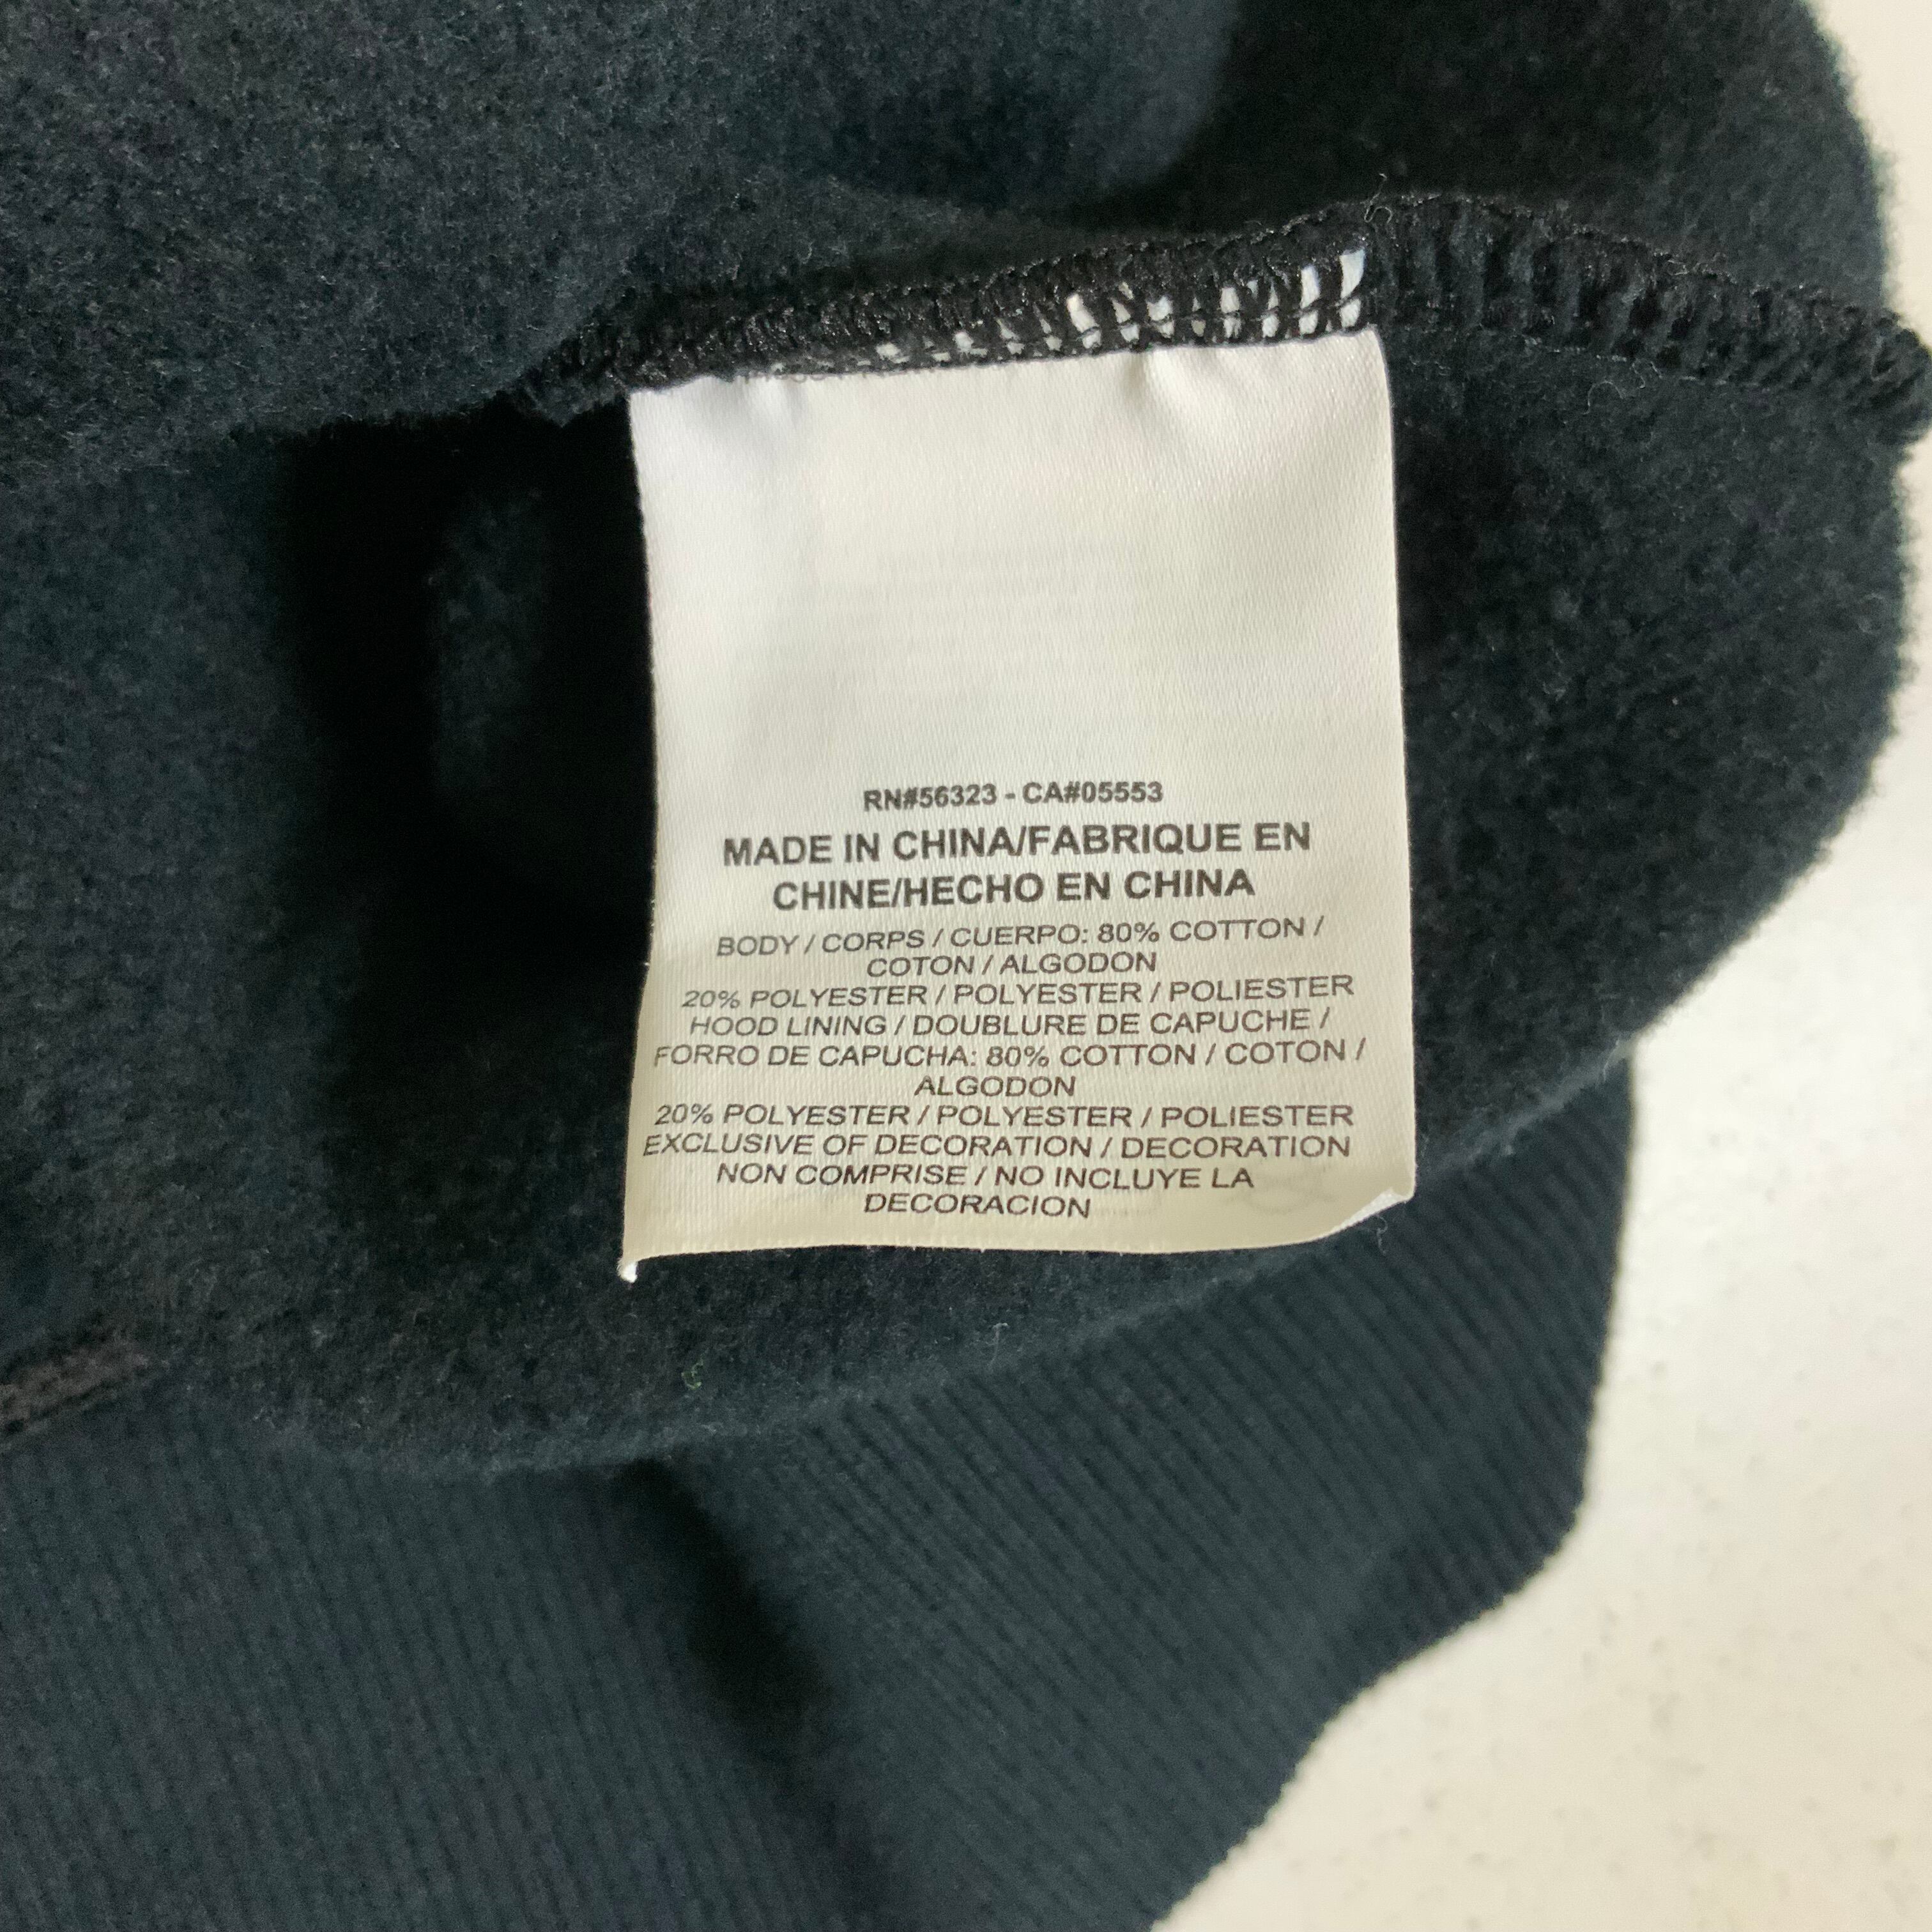 RN#56323 - CA#05553
MADE IN CHINA/FABRIQUE EN
CHINE/HECHO EN CHINA
BODY / CORPS / CUERPO: 80% COTTON /
COTON / ALGODON
20% POLYESTER / POLYESTER / POLIESTER
HOOD LINING / DOUBLURE DE CAPUCHE /
FORRO DE CAPUCHA: 80% COTTON / COTON /
ALGODON
20% POLYESTER / POLYESTER / POLIESTER
EXCLUSIVE OF DECORATION / DECORATION
NON COMPRISE / NO INCLUYE LA
DECORACION